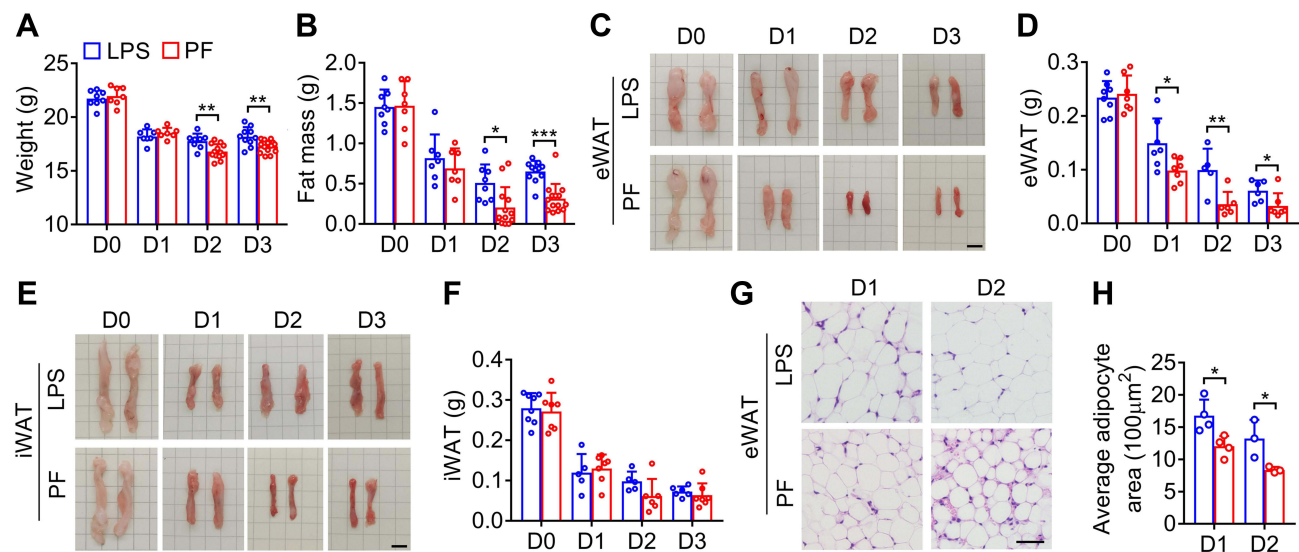 A
LPS PF
Weight (g)
25
20
15
10
D0 D1 D2 D3
** **
B
Fat mass (g)
2.0
1.5
1.0
0.5
0.0
D0 D1 D2 D3
* ***
C
D0 D1 D2 D3
eWAT
LPS
PF
D
eWAT (g)
0.3
0.2
0.1
0.0
D0 D1 D2 D3
* ** *
E
D0 D1 D2 D3
iWAT
LPS
PF
F
iWAT (g)
0.4
0.3
0.2
0.1
0.0
D0 D1 D2 D3
G
D1 D2
eWAT
LPS
PF
H
Average adipocyte
area (100μm²)
25
20
15
10
5
0
D1 D2
* *